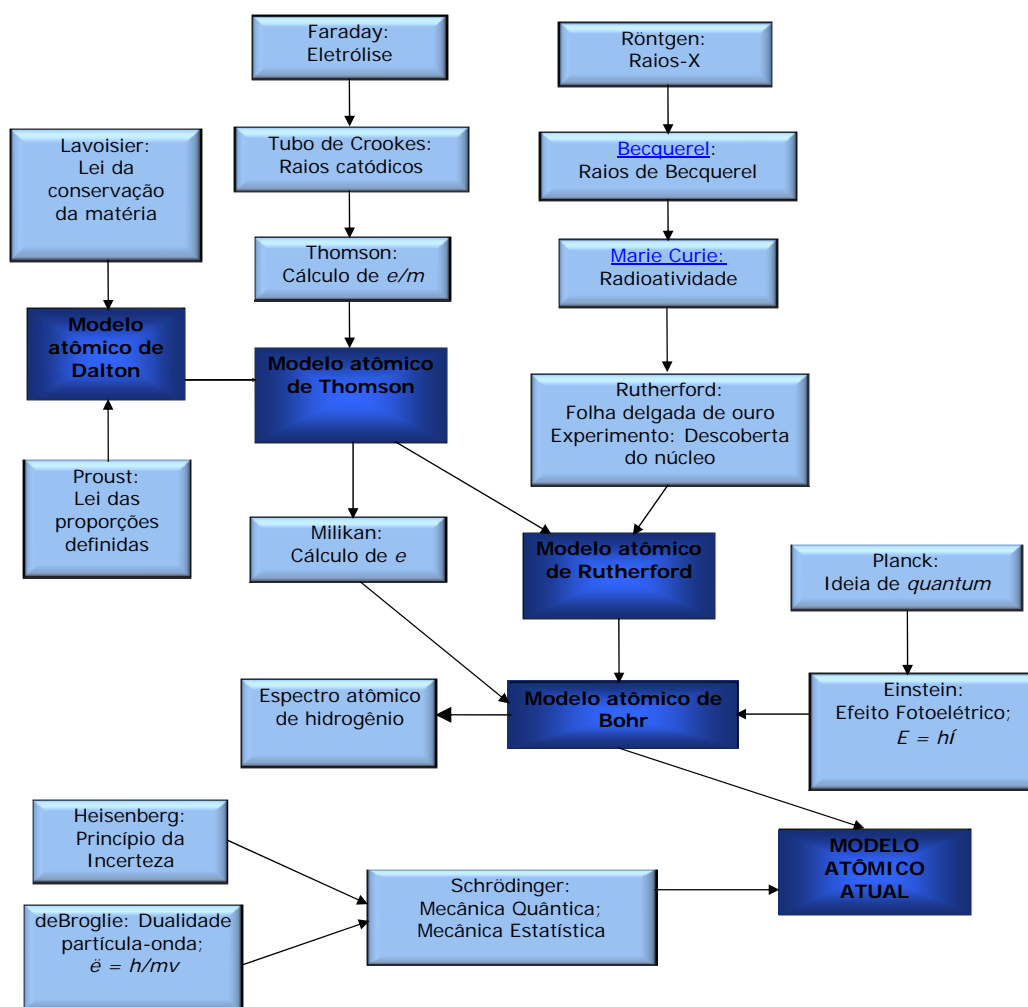 Faraday:
Eletrólise
Röntgen:
Raios-X
Lavoisier:
Lei da
conservação
da matéria
Tubo de Crookes:
Raios catódicos
Becquerel:
Raios de Becquerel
Thomson:
Cálculo de e/m
Marie Curie:
Radioatividade
Modelo
atômico de
Dalton
Modelo atômico
de Thomson
Rutherford:
Folha delgada de ouro
Experimento: Descoberta
do núcleo
Proust:
Lei das
proporções
definidas
Milikan:
Cálculo de e
Modelo atômico
de Rutherford
Planck:
Ideia de quantum
Espectro atômico
de hidrogênio
Modelo atômico de
Bohr
Einstein:
Efeito Fotoelétrico;
E = hí
Heisenberg:
Princípio da
Incerteza
MODELO
ATÔMICO
ATUAL
Schrödinger:
Mecânica Quântica;
Mecânica Estatística
deBroglie: Dualidade
partícula-onda;
ë = h/mv